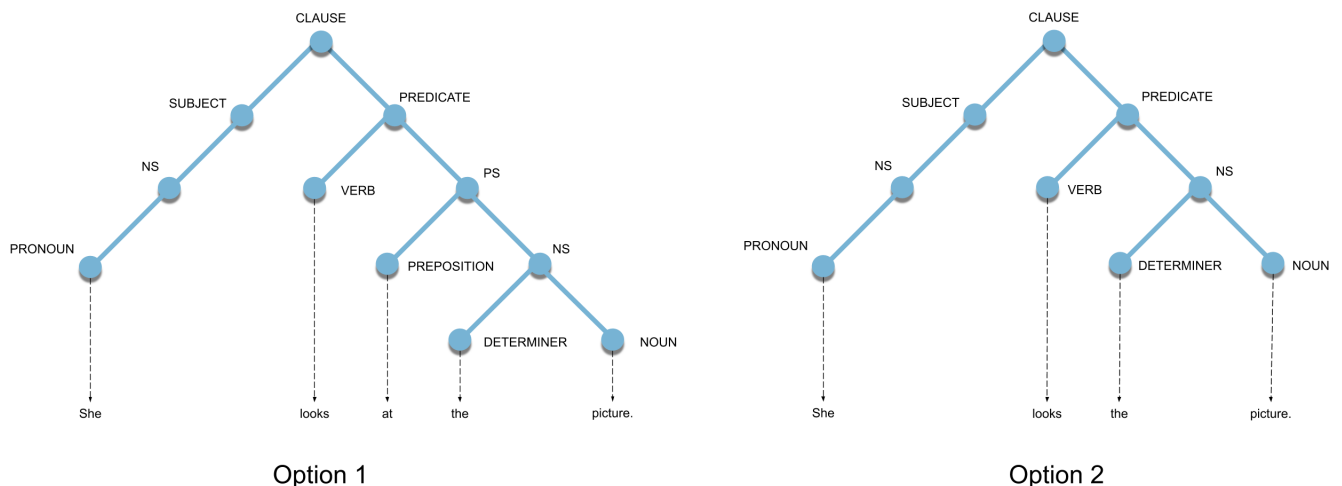 CLAUSE
SUBJECT
PREDICATE
NS
VERB
PS
PRONOUN
PREPOSITION
NS
DETERMINER
NOUN
She looks at the picture.
Option 1
CLAUSE
SUBJECT
PREDICATE
NS
VERB
NS
PRONOUN
DETERMINER
NOUN
She looks the picture.
Option 2